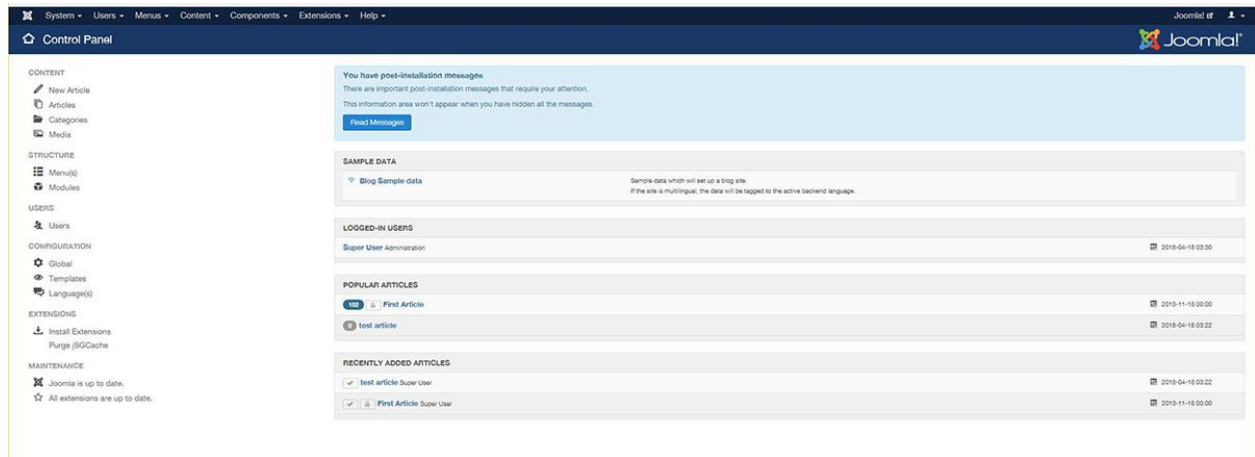 System Users Menus Content Components Extensions Help Joomla!
Control Panel Joomla!®
CONTENT
New Article
Articles
Categories
Media
STRUCTURE
Menu(s)
Modules
USERS
Users
CONFIGURATION
Global
Templates
Language(s)
EXTENSIONS
Install Extensions
Purge jSGCache
MAINTENANCE
Joomla is up to date.
All extensions are up to date.
You have post-installation messages
There are important post-installation messages that require your attention.
This information area won't appear when you have hidden all the messages.
Read Messages
SAMPLE DATA
Blog Sample data
Sample data which will set up a blog site.
If the site is multilingual, the data will be tagged to the active backend language.
LOGGED-IN USERS
Super User Administration 2018-04-18 03:30
POPULAR ARTICLES
102 First Article 2013-11-16 00:00
test article 2018-04-18 03:22
RECENTLY ADDED ARTICLES
test article Super User 2018-04-18 03:22
First Article Super User 2013-11-16 00:00